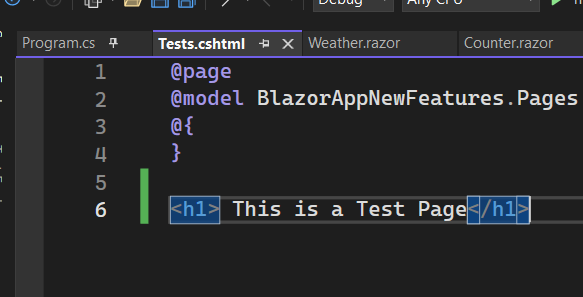 Debug Any CPU
Program.cs Tests.cshtml Weather.razor Counter.razor
1 @page
2 @model BlazorAppNewFeatures.Pages
3 @{
4 }
5
6 <h1> This is a Test Page</h1>